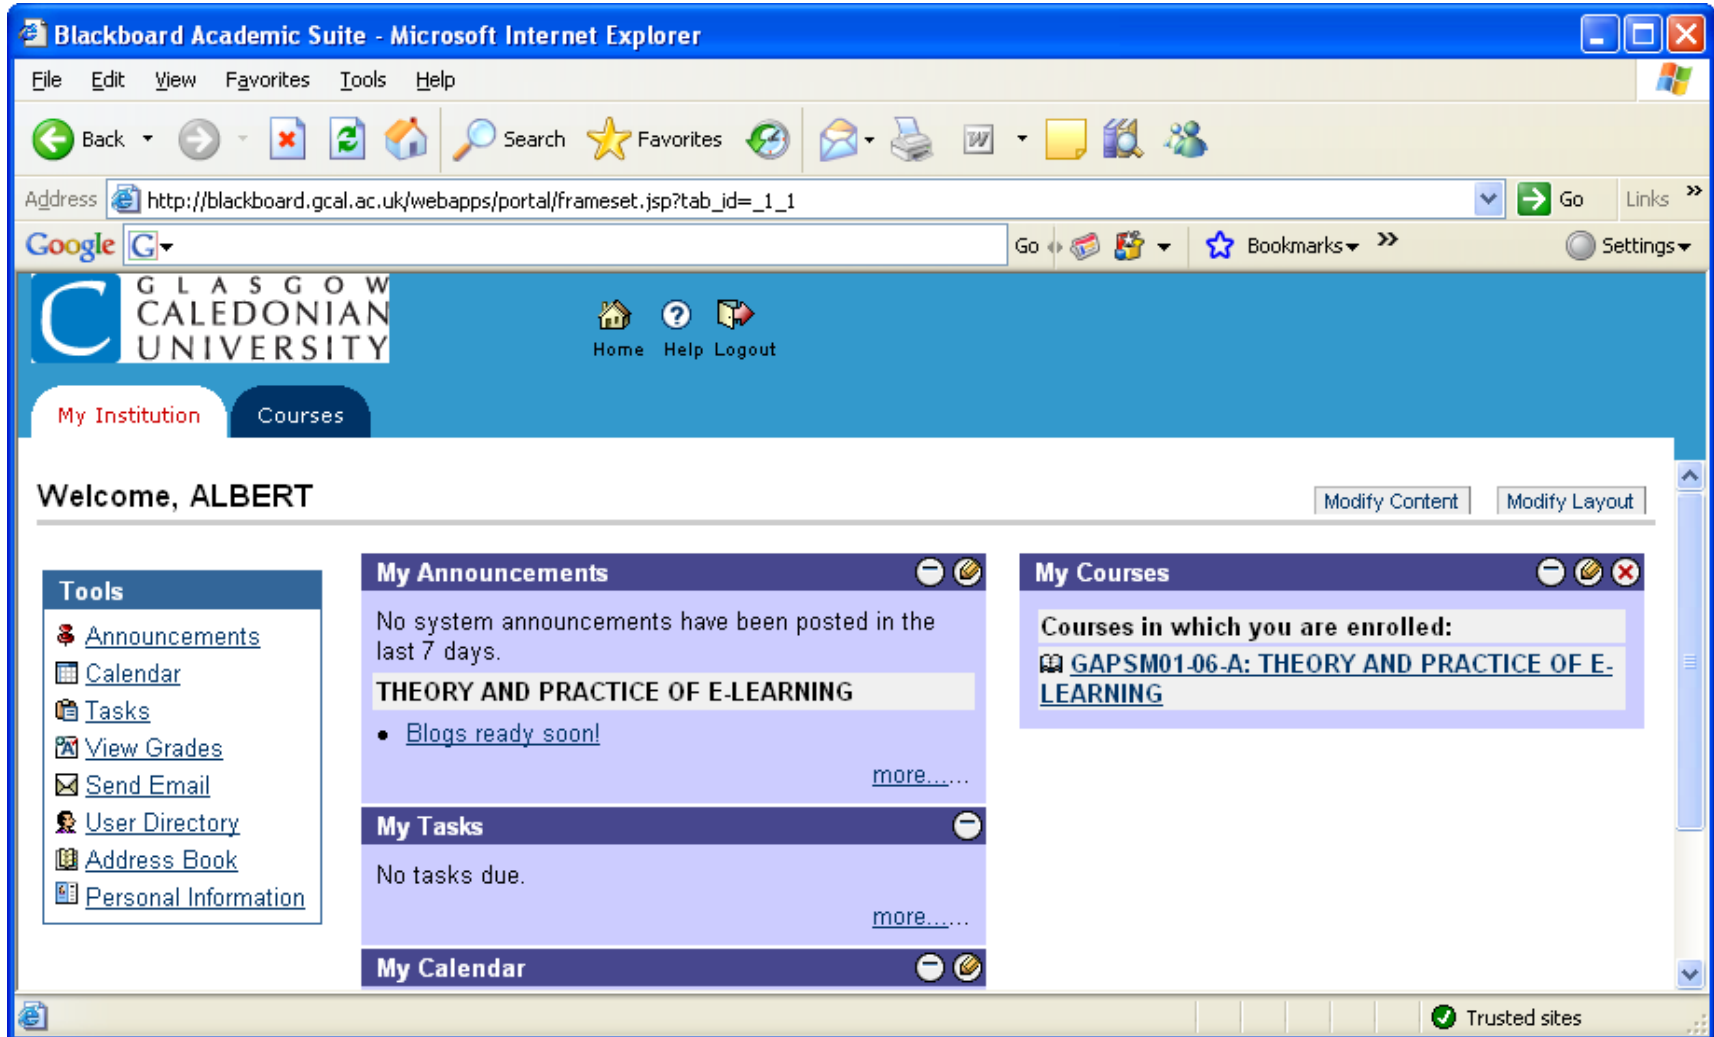 Blackboard Academic Suite - Microsoft Internet Explorer
File Edit View Favorites Tools Help
Back Search Favorites
Address http://blackboard.gcal.ac.uk/webapps/portal/frameset.jsp?tab_id=_1_1 Go Links »
Google G Go Bookmarks » Settings
GLASGOW
CALEDONIAN
UNIVERSITY
Home Help Logout
My Institution Courses
Welcome, ALBERT
Modify Content Modify Layout
Tools
Announcements
Calendar
Tasks
View Grades
Send Email
User Directory
Address Book
Personal Information
My Announcements
No system announcements have been posted in the
last 7 days.
THEORY AND PRACTICE OF E-LEARNING
• Blogs ready soon!
more......
My Tasks
No tasks due.
more......
My Calendar
My Courses
Courses in which you are enrolled:
GAPSM01-06-A: THEORY AND PRACTICE OF E-
LEARNING
Trusted sites